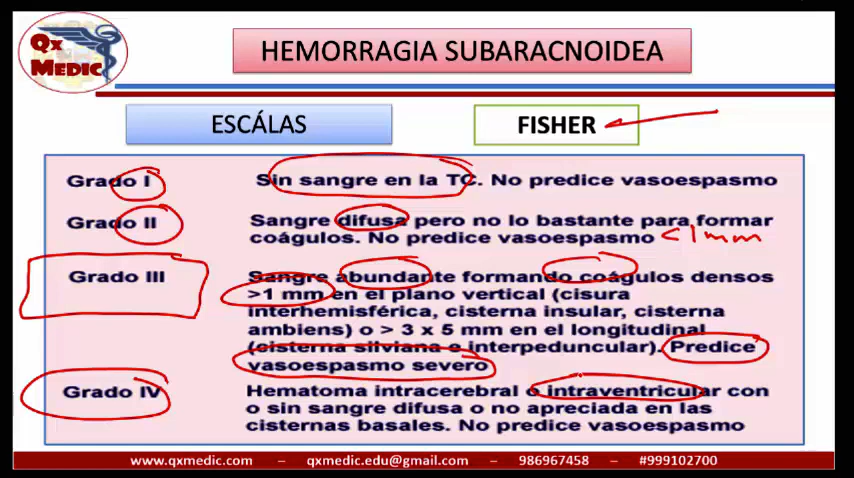 Qx
MEDIC
HEMORRAGIA SUBARACNOIDEA
ESCÁLAS
FISHER
Grado I
Sin sangre en la TC. No predice vasoespasmo
Grado II
Sangre difusa pero no lo bastante para formar
coágulos. No predice vasoespasmo <1mm
Grado III
Sangre abundante formando coágulos densos
>1 mm en el plano vertical (cisura
interhemisférica, cisterna insular, cisterna
ambiens) o > 3 x 5 mm en el longitudinal
(cisterna silviana e interpeduncular). Predice
vasoespasmo severo
Grado IV
Hematoma intracerebral o intraventricular con
o sin sangre difusa o no apreciada en las
cisternas basales. No predice vasoespasmo
www.qxmedic.com – qxmedic.edu@gmail.com – 986967458 – #999102700